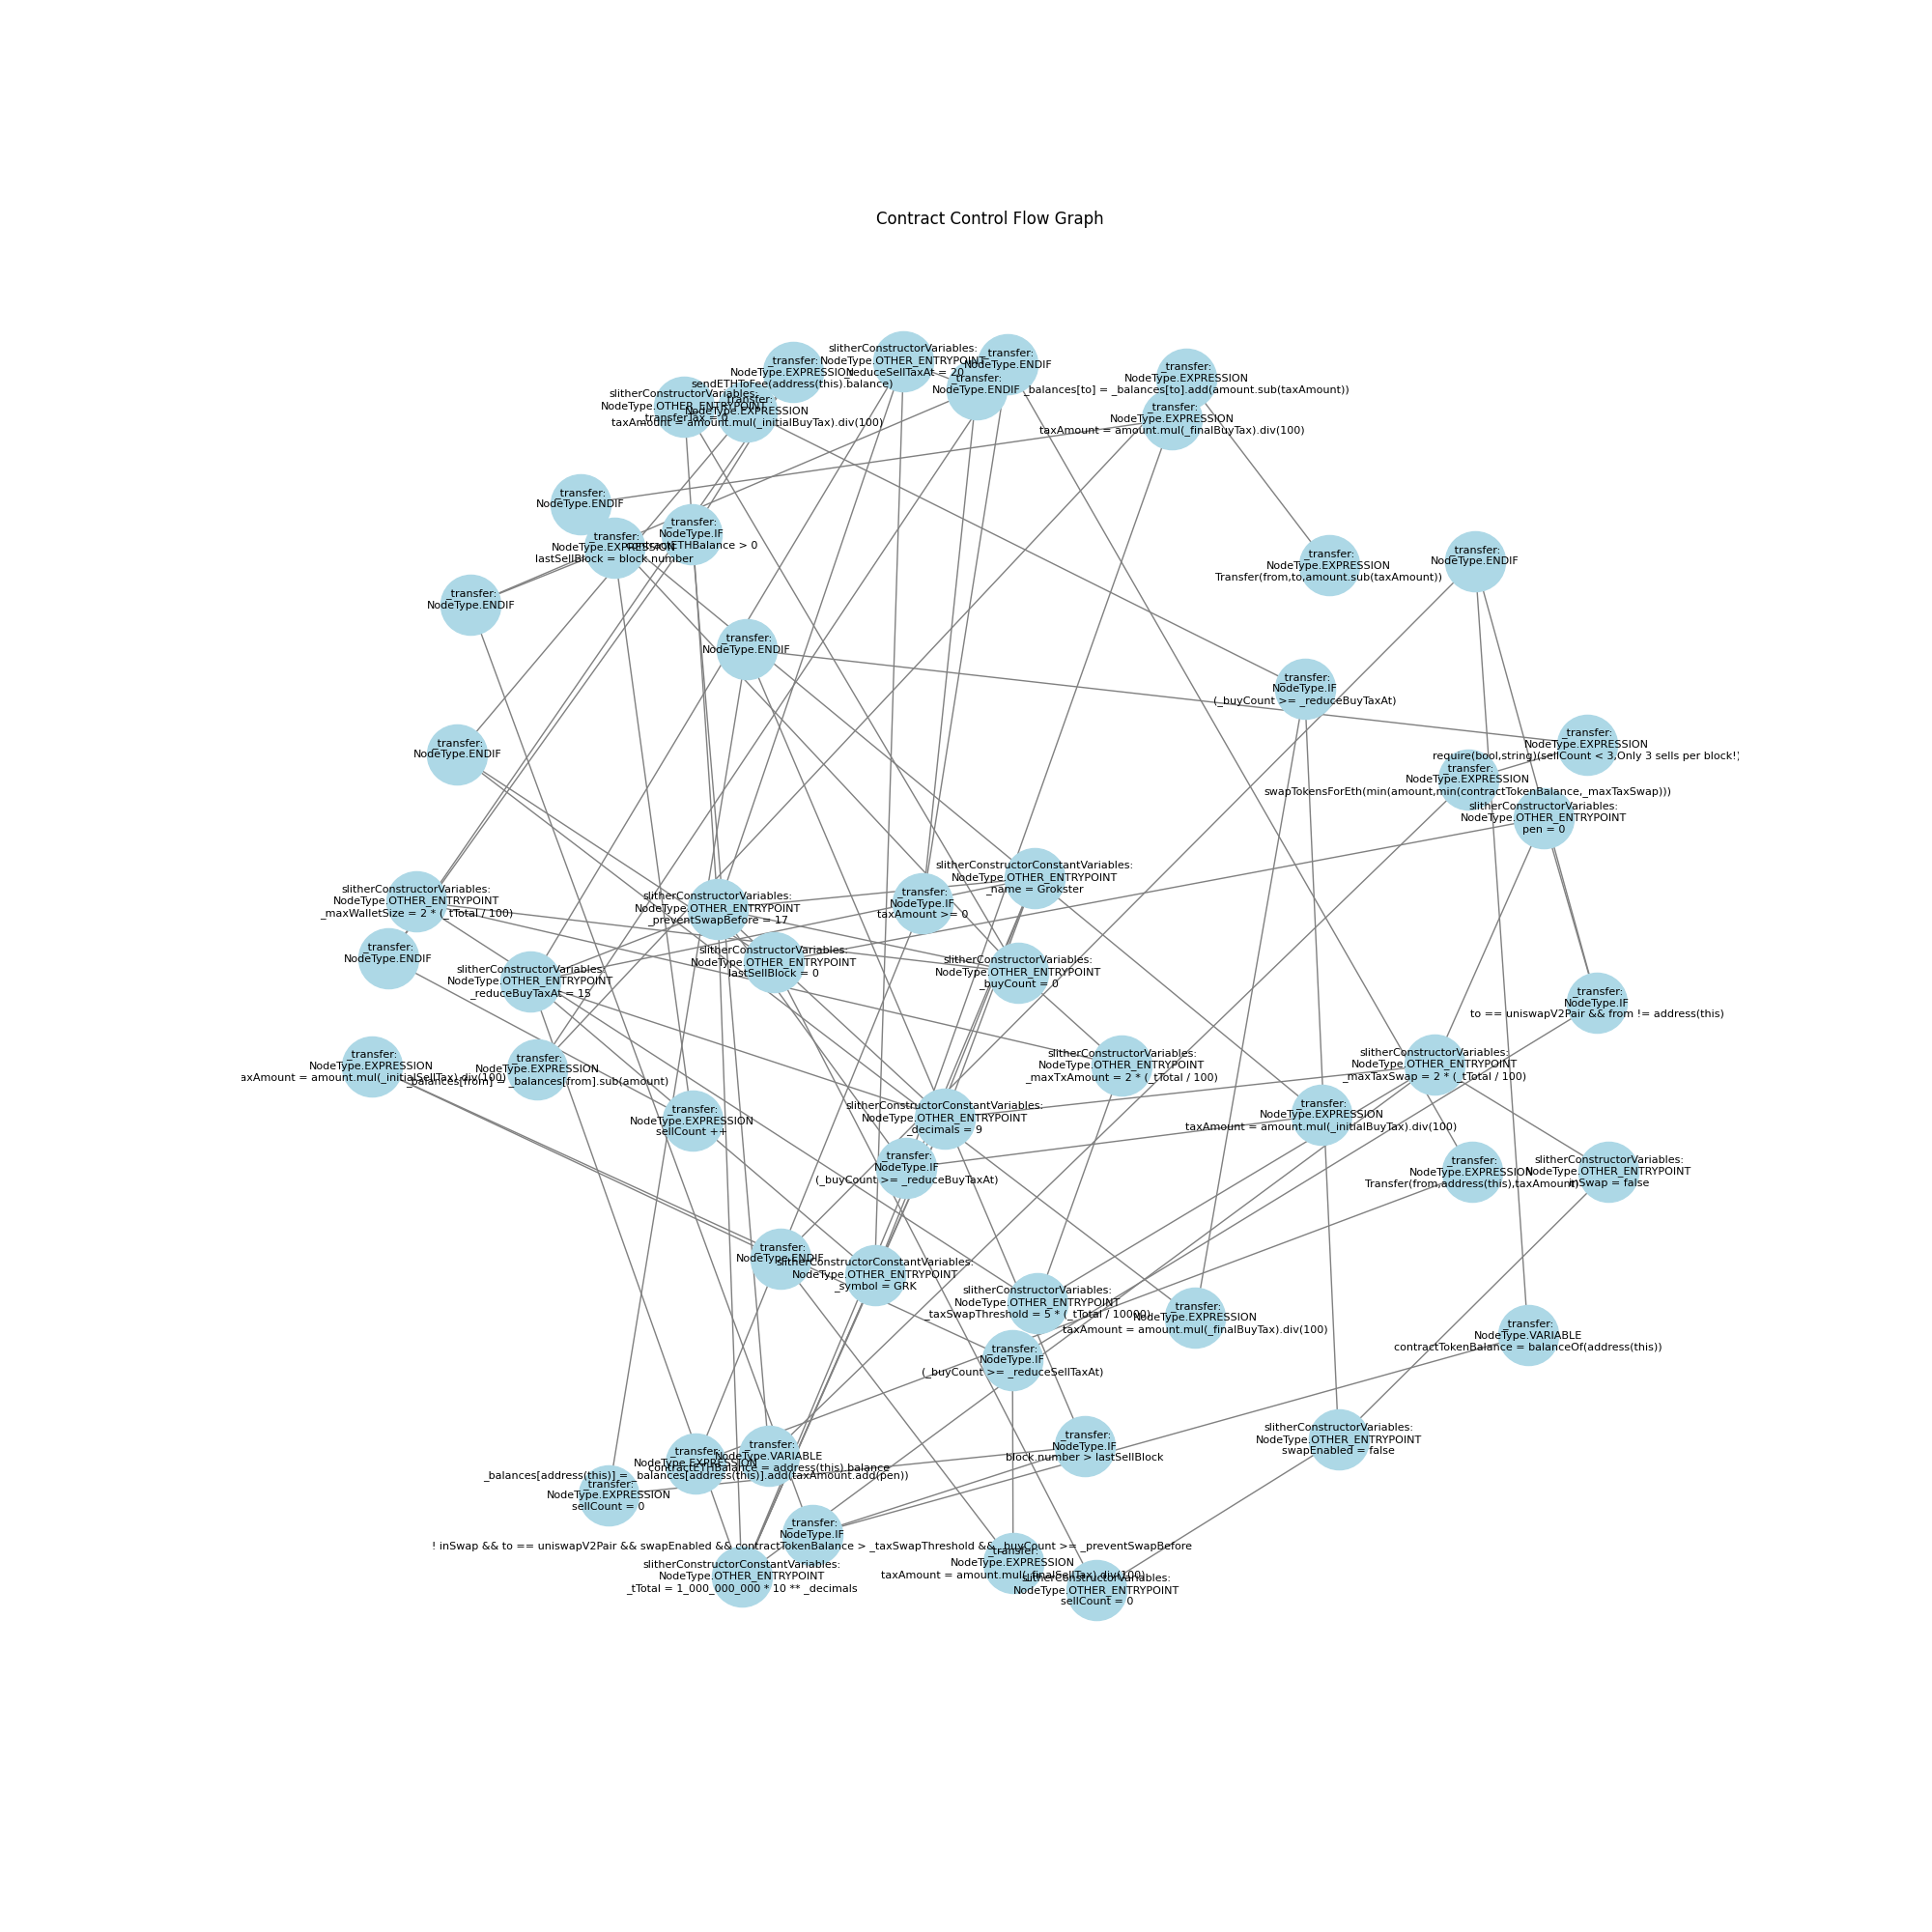 Contract Control Flow Graph
slitherConstructorVariables:
NodeType.OTHER_ENTRYPOINT
_reduceSellTaxAt = 20
_transfer:
NodeType.ENDIF
_transfer:
NodeType.EXPRESSION
sendETHToFee(address(this).balance)
_transfer:
NodeType.ENDIF
_transfer:
NodeType.EXPRESSION
_balances[to] = _balances[to].add(amount.sub(taxAmount))
slitherConstructorVariables:
NodeType.OTHER_ENTRYPOINT
_transferTax = 0
_transfer:
NodeType.EXPRESSION
taxAmount = amount.mul(_initialBuyTax).div(100)
_transfer:
NodeType.EXPRESSION
taxAmount = amount.mul(_finalBuyTax).div(100)
_transfer:
NodeType.ENDIF
_transfer:
NodeType.IF
contractETHBalance > 0
_transfer:
NodeType.EXPRESSION
lastSellBlock = block.number
_transfer:
NodeType.EXPRESSION
Transfer(from,to,amount.sub(taxAmount))
_transfer:
NodeType.ENDIF
_transfer:
NodeType.ENDIF
_transfer:
NodeType.ENDIF
_transfer:
NodeType.IF
(_buyCount >= _reduceBuyTaxAt)
_transfer:
NodeType.ENDIF
_transfer:
NodeType.EXPRESSION
require(bool,string)(sellCount < 3,Only 3 sells per block!)
_transfer:
NodeType.EXPRESSION
swapTokensForEth(min(amount,min(contractTokenBalance,_maxTaxSwap)))
slitherConstructorVariables:
NodeType.OTHER_ENTRYPOINT
pen = 0
slitherConstructorConstantVariables:
NodeType.OTHER_ENTRYPOINT
_name = Grokster
slitherConstructorVariables:
NodeType.OTHER_ENTRYPOINT
_maxWalletSize = 2 * (_tTotal / 100)
slitherConstructorVariables:
NodeType.OTHER_ENTRYPOINT
_preventSwapBefore = 17
_transfer:
NodeType.IF
taxAmount >= 0
_transfer:
NodeType.ENDIF
slitherConstructorVariables:
NodeType.OTHER_ENTRYPOINT
lastSellBlock = 0
slitherConstructorVariables:
NodeType.OTHER_ENTRYPOINT
_buyCount = 0
slitherConstructorVariables:
NodeType.OTHER_ENTRYPOINT
_reduceBuyTaxAt = 15
_transfer:
NodeType.IF
to == uniswapV2Pair && from != address(this)
_transfer:
NodeType.EXPRESSION
axAmount = amount.mul(_initialSellTax).div(100)
_transfer:
NodeType.EXPRESSION
_balances[from] = _balances[from].sub(amount)
slitherConstructorVariables:
NodeType.OTHER_ENTRYPOINT
_maxTxAmount = 2 * (_tTotal / 100)
slitherConstructorVariables:
NodeType.OTHER_ENTRYPOINT
_maxTaxSwap = 2 * (_tTotal / 100)
_transfer:
NodeType.EXPRESSION
sellCount ++
slitherConstructorConstantVariables:
NodeType.OTHER_ENTRYPOINT
_decimals = 9
_transfer:
NodeType.EXPRESSION
taxAmount = amount.mul(_initialBuyTax).div(100)
_transfer:
NodeType.IF
(_buyCount >= _reduceBuyTaxAt)
_transfer:
NodeType.EXPRESSION
Transfer(from,address(this),taxAmount)
slitherConstructorVariables:
NodeType.OTHER_ENTRYPOINT
inSwap = false
_transfer:
NodeType.ENDIF
slitherConstructorConstantVariables:
NodeType.OTHER_ENTRYPOINT
_symbol = GRK
slitherConstructorVariables:
NodeType.OTHER_ENTRYPOINT
_taxSwapThreshold = 5 * (_tTotal / 10000)
_transfer:
NodeType.EXPRESSION
taxAmount = amount.mul(_finalBuyTax).div(100)
_transfer:
NodeType.VARIABLE
contractTokenBalance = balanceOf(address(this))
_transfer:
NodeType.IF
(_buyCount >= _reduceSellTaxAt)
slitherConstructorVariables:
NodeType.OTHER_ENTRYPOINT
swapEnabled = false
_transfer:
NodeType.IF
block.number > lastSellBlock
_transfer:
NodeType.VARIABLE
contractETHBalance = address(this).balance
_transfer:
NodeType.EXPRESSION
_balances[address(this)] = _balances[address(this)].add(taxAmount.add(pen))
_transfer:
NodeType.EXPRESSION
sellCount = 0
_transfer:
NodeType.IF
! inSwap && to == uniswapV2Pair && swapEnabled && contractTokenBalance > _taxSwapThreshold && _buyCount >= _preventSwapBefore
_transfer:
NodeType.EXPRESSION
taxAmount = amount.mul(_finalSellTax).div(100)
slitherConstructorConstantVariables:
NodeType.OTHER_ENTRYPOINT
_tTotal = 1_000_000_000 * 10 ** _decimals
slitherConstructorVariables:
NodeType.OTHER_ENTRYPOINT
sellCount = 0